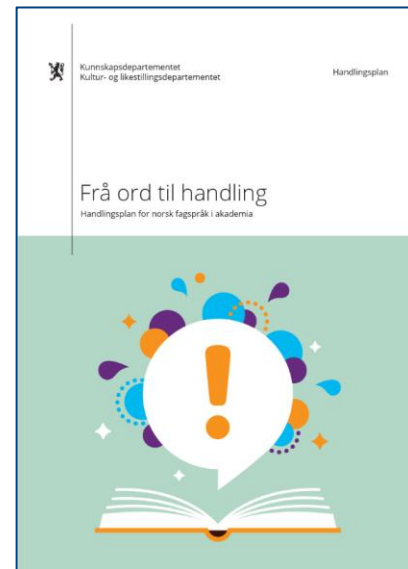 Kunnskapsdepartementet
Kultur- og likestillingsdepartementet
Handlingsplan
Frå ord til handling
Handlingsplan for norsk fagspråk i akademia
!